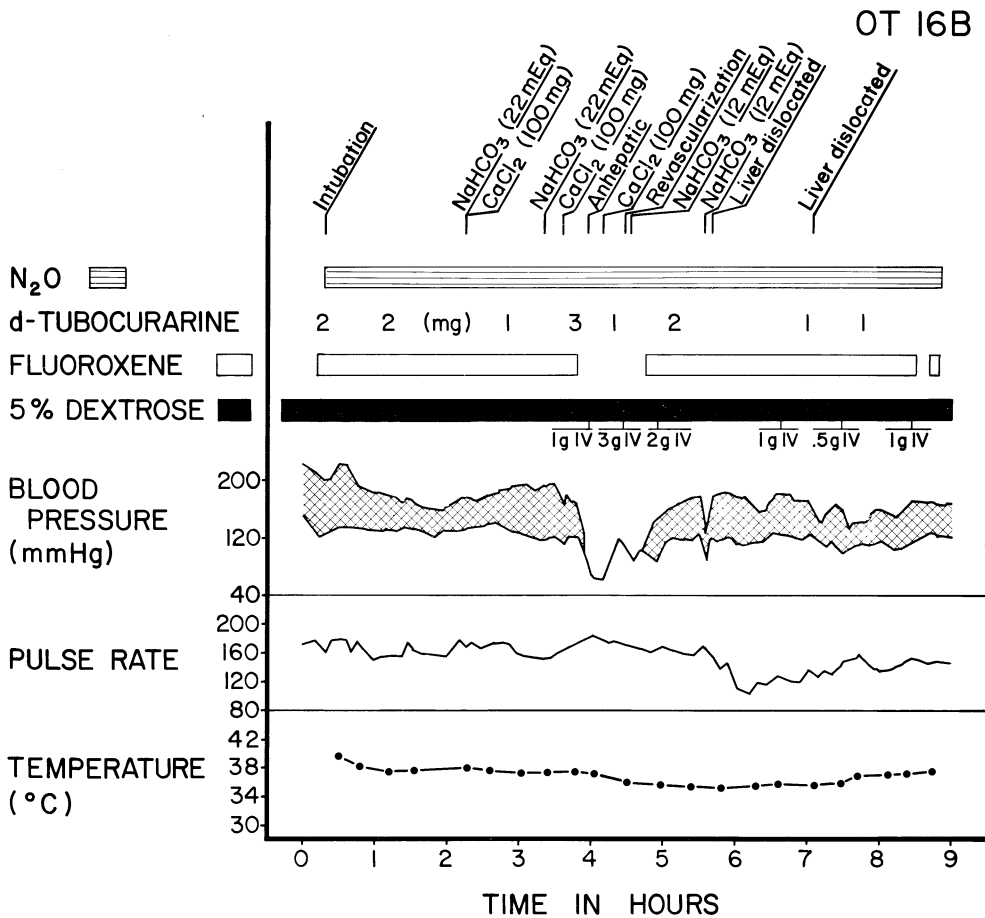 OT 16B
Intubation
NaHCO₃ (22 mEq)
CaCl₂ (100 mg)
NaHCO₃ (22 mEq)
CaCl₂ (100 mg)
Anhepatic
CaCl₂ (100 mg)
Revascularization
NaHCO₃ (12 mEq)
NaHCO₃ (12 mEq)
Liver dislocated
Liver dislocated
N₂O
d-TUBOCURARINE 2 2 (mg) 1 3 1 2 1 1
FLUOROXENE
5% DEXTROSE
1g IV 3g IV 2g IV 1g IV .5g IV 1g IV
BLOOD
PRESSURE
(mmHg)
200
120
40
PULSE RATE
200
160
120
80
TEMPERATURE
(°C)
42
38
34
30
0 1 2 3 4 5 6 7 8 9
TIME IN HOURS